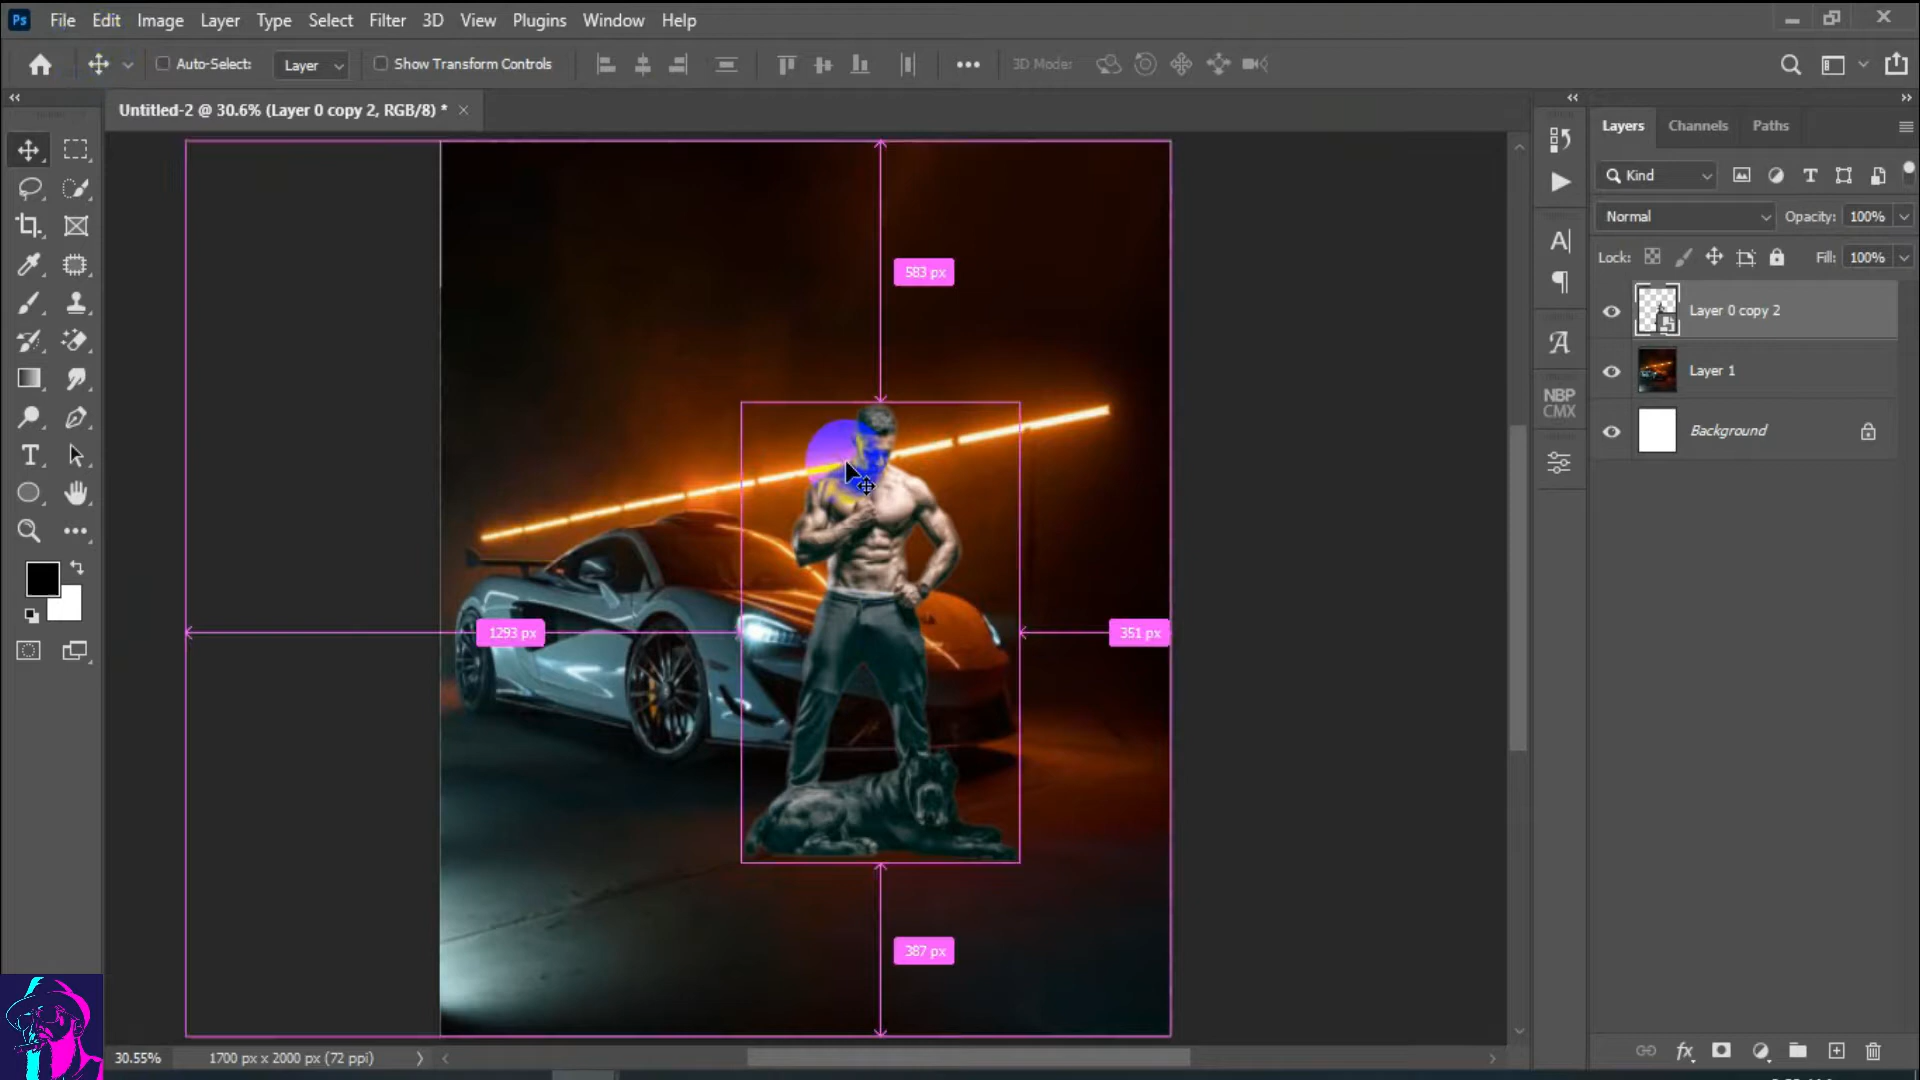 Ps File Edit Image Layer Type Select Filter 3D View Plugins Window Help
Auto-Select: Layer Show Transform Controls 3D Mode:
Untitled-2 @ 30.6% (Layer 0 copy 2, RGB/8) *
Layers Channels Paths
Kind
Normal Opacity: 100%
Lock: Fill: 100%
583 px
Layer 0 copy 2
Layer 1
Background
NBP
CMX
1293 px
351 px
387 px
30.55% 1700 px x 2000 px (72 ppi)